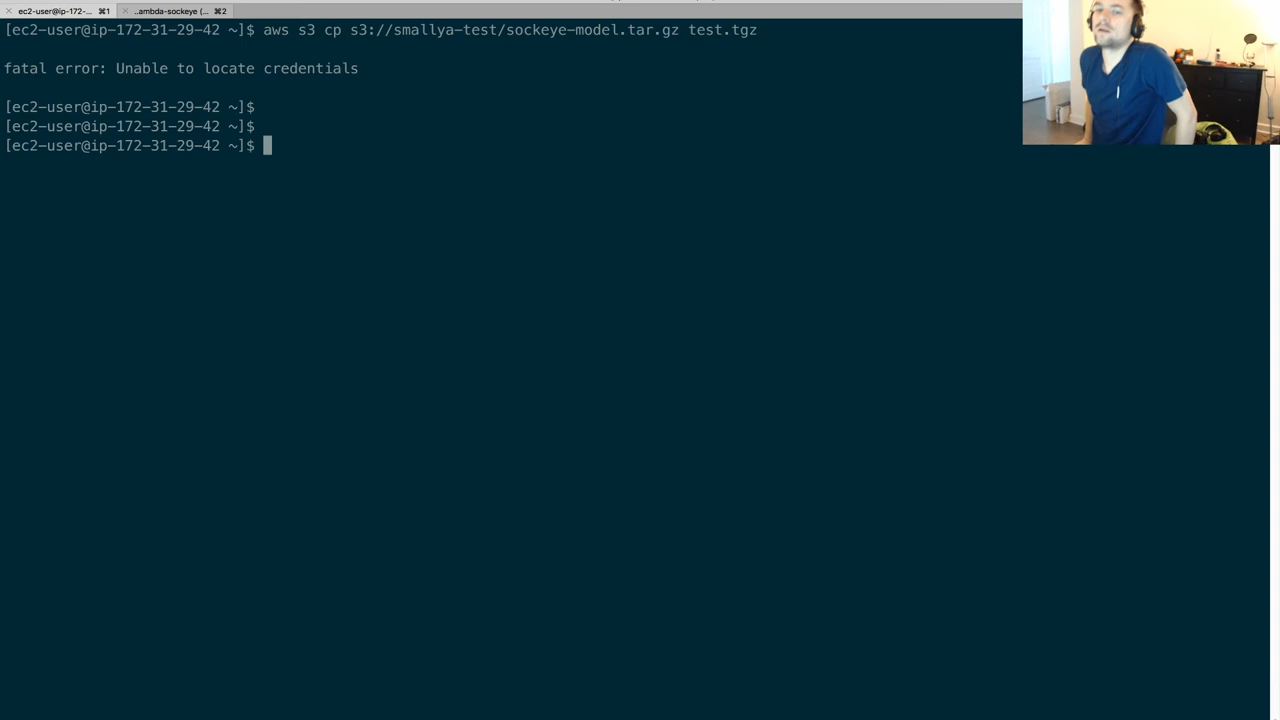 ec2-user@ip-172-... ⌘1
..ambda-sockeye (... ⌘2
[ec2-user@ip-172-31-29-42 ~]$ aws s3 cp s3://smallya-test/sockeye-model.tar.gz test.tgz
fatal error: Unable to locate credentials
[ec2-user@ip-172-31-29-42 ~]$
[ec2-user@ip-172-31-29-42 ~]$
[ec2-user@ip-172-31-29-42 ~]$